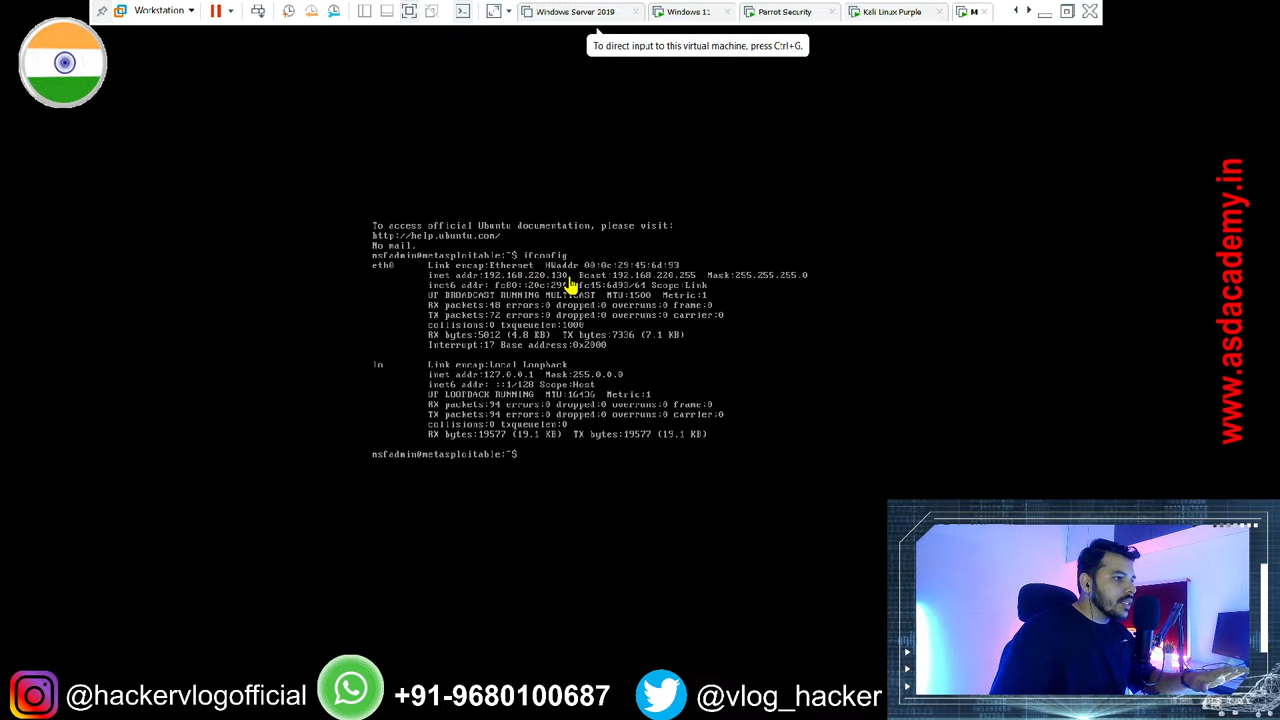 Workstation
Windows Server 2019
Windows 11
Parrot Security
Kali Linux Purple
M
To direct input to this virtual machine, press Ctrl+G.
To access official Ubuntu documentation, please visit:
http://help.ubuntu.com/
No mail.
msfadmin@metasploitable:~$ ifconfig
eth0 Link encap:Ethernet HWaddr 00:0c:29:45:6d:93
inet addr:192.168.220.130 Bcast:192.168.220.255 Mask:255.255.255.0
inet6 addr: Scope:Link
UP BROADCAST RUNNING MULTICAST MTU:1500 Metric:1
RX packets:48 errors:0 dropped:0 overruns:0 frame:0
TX packets:72 errors:0 dropped:0 overruns:0 carrier:0
collisions:0 txqueuelen:1000
RX bytes:5012 (4.8 KB) TX bytes:7336 (7.1 KB)
Interrupt:17 Base address:0x2000
lo Link encap:Local Loopback
inet addr:127.0.0.1 Mask:255.0.0.0
inet6 addr: ::1/128 Scope:Host
UP LOOPBACK RUNNING MTU:16436 Metric:1
RX packets:94 errors:0 dropped:0 overruns:0 frame:0
TX packets:94 errors:0 dropped:0 overruns:0 carrier:0
collisions:0 txqueuelen:0
RX bytes:19577 (19.1 KB) TX bytes:19577 (19.1 KB)
msfadmin@metasploitable:~$
www.asdacademy.in
@hackervlogofficial
+91-9680100687
@vlog_hacker